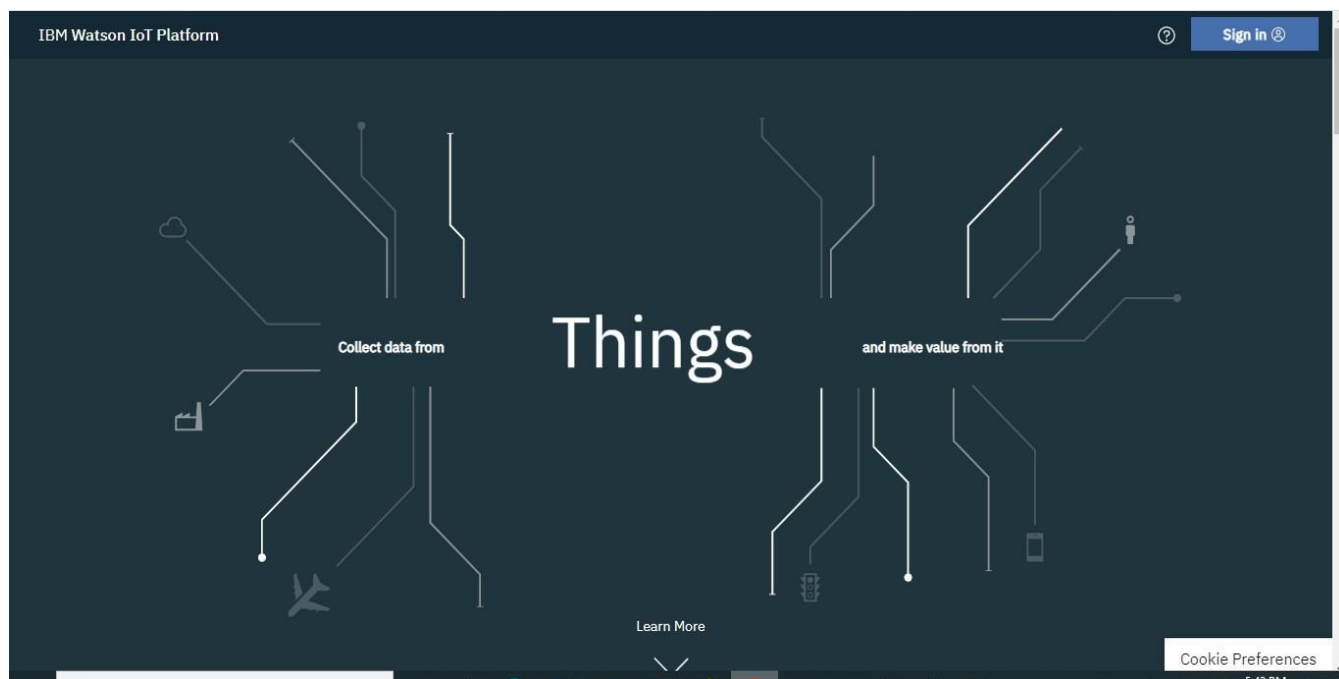 IBM Watson IoT Platform
Sign in
Collect data from
Things
and make value from it
Learn More
Cookie Preferences